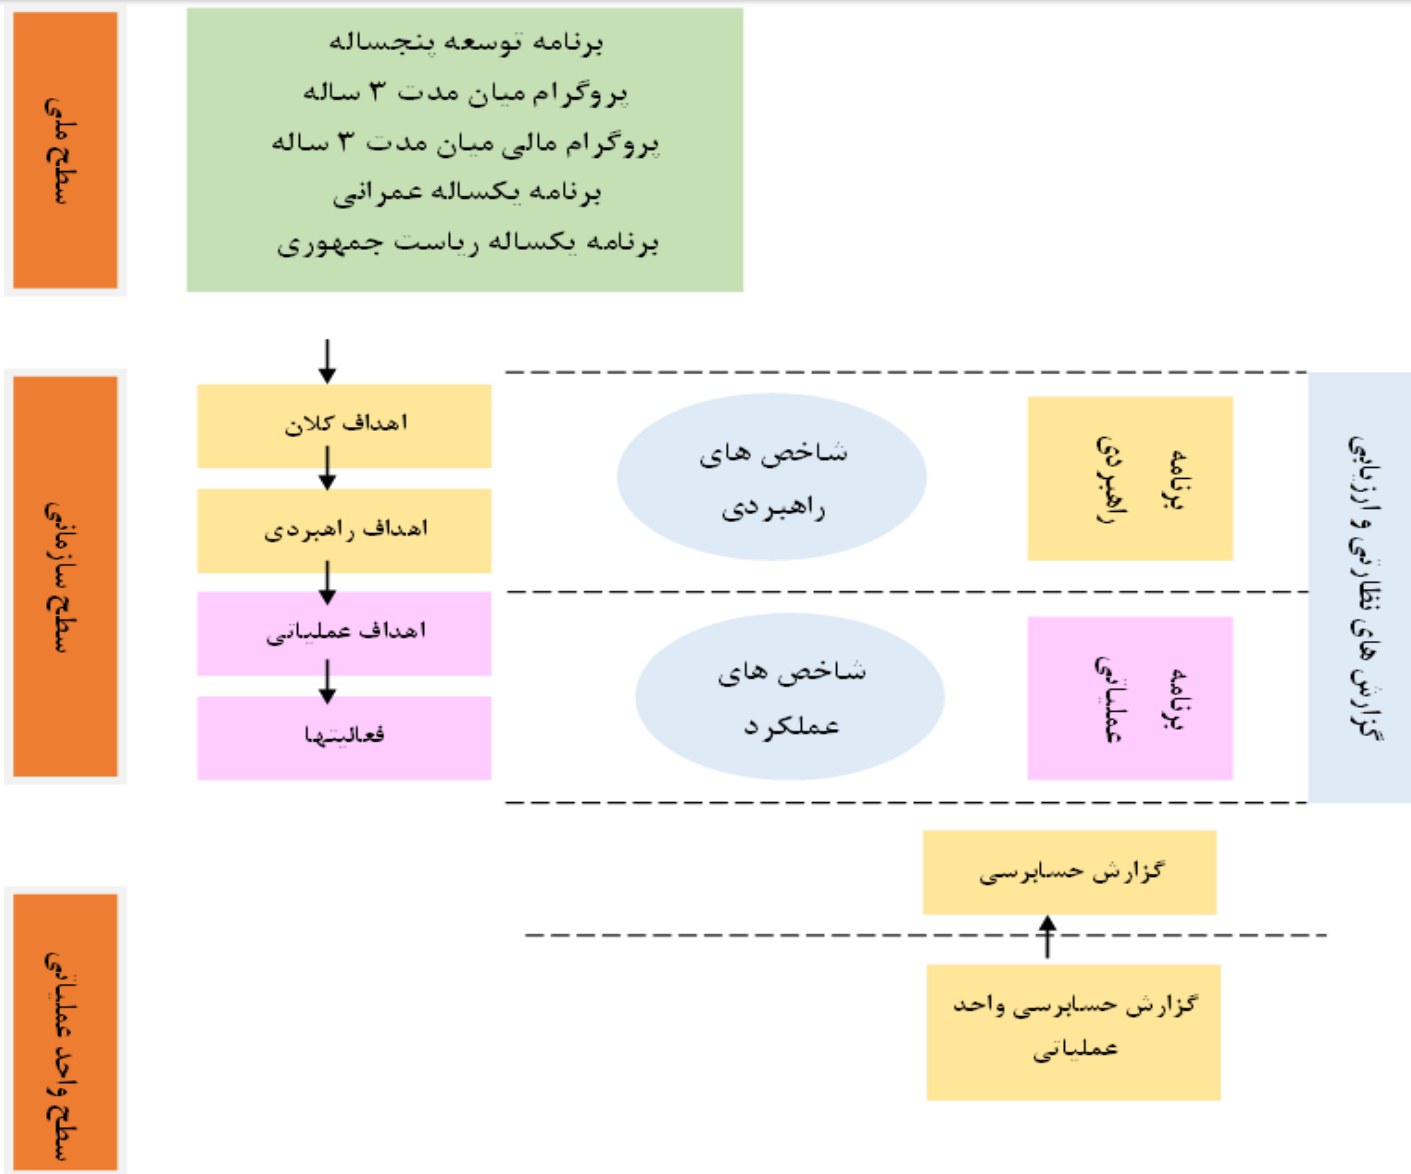 سطح ملی
برنامه توسعه پنجساله
پروگرام میان مدت ۳ ساله
پروگرام مالی میان مدت ۳ ساله
برنامه یکساله عمرانی
برنامه یکساله ریاست جمهوری
سطح سازمانی
اهداف کلان
اهداف راهبردی
اهداف عملیاتی
فعالیتها
شاخص های
راهبردی
شاخص های
عملکرد
برنامه
راهبردی
برنامه
عملیاتی
گزارش های نظارتی و ارزیابی
سطح واحد عملیاتی
گزارش حسابرسی
گزارش حسابرسی واحد
عملیاتی